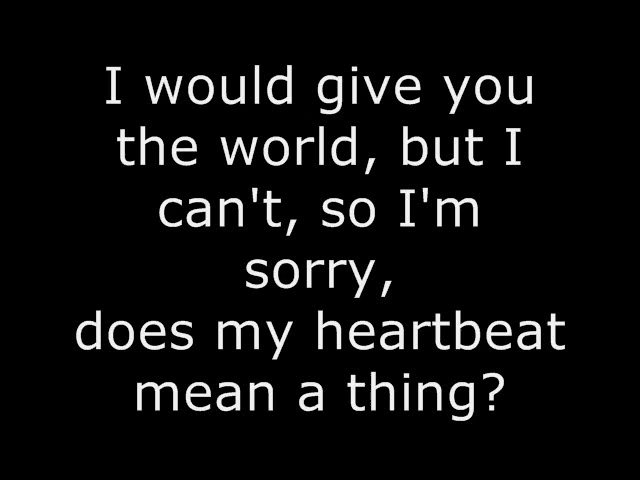 I would give you
the world, but I
can't, so I'm
sorry,
does my heartbeat
mean a thing?